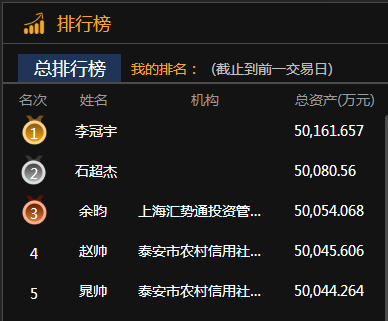 排行榜
总排行榜 我的排名： (截止到前一交易日)
名次 姓名 机构 总资产(万元)
1 李冠宇 50,161.657
2 石超杰 50,080.56
3 余昀 上海汇势通投资管... 50,054.068
4 赵帅 泰安市农村信用社... 50,045.606
5 晁帅 泰安市农村信用社... 50,044.264